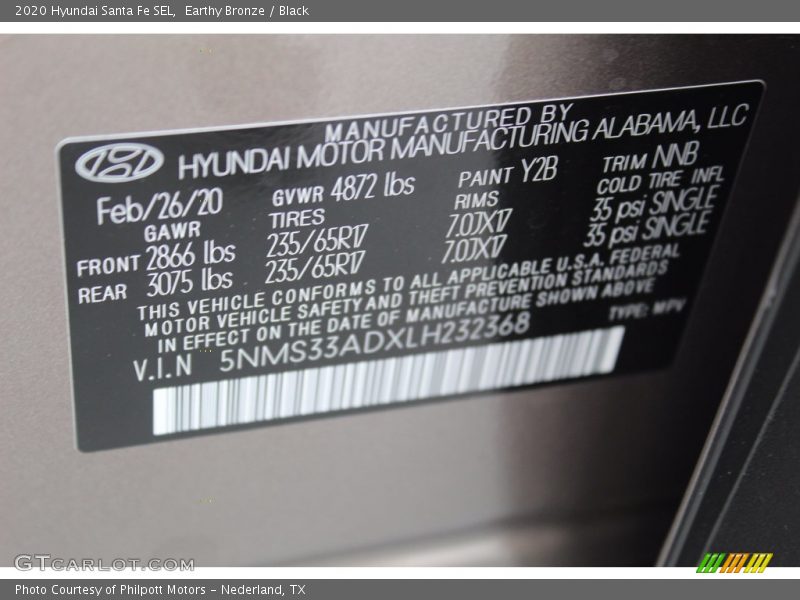 2020 Hyundai Santa Fe SEL, Earthy Bronze / Black
MANUFACTURED BY
HYUNDAI MOTOR MANUFACTURING ALABAMA, LLC
Feb/26/20 GVWR 4872 lbs PAINT Y2B TRIM NNB
GAWR TIRES RIMS COLD TIRE INFL
FRONT 2866 lbs 235/65R17 7.0JX17 35 psi SINGLE
REAR 3075 lbs 235/65R17 7.0JX17 35 psi SINGLE
THIS VEHICLE CONFORMS TO ALL APPLICABLE U.S.A. FEDERAL
MOTOR VEHICLE SAFETY AND THEFT PREVENTION STANDARDS
IN EFFECT ON THE DATE OF MANUFACTURE SHOWN ABOVE
V.I.N 5NMS33ADXLH232368 TYPE: MPV
GTCARLOT.COM
Photo Courtesy of Philpott Motors - Nederland, TX